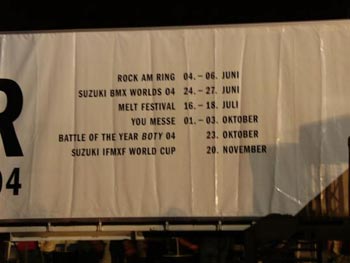 ROCK AM RING 04. – 06. JUNI
SUZUKI BMX WORLDS 04 24. – 27. JUNI
MELT FESTIVAL 16. – 18. JULI
YOU MESSE 01. – 03. OKTOBER
BATTLE OF THE YEAR BOTY 04 23. OKTOBER
SUZUKI IFMXF WORLD CUP 20. NOVEMBER
R
04